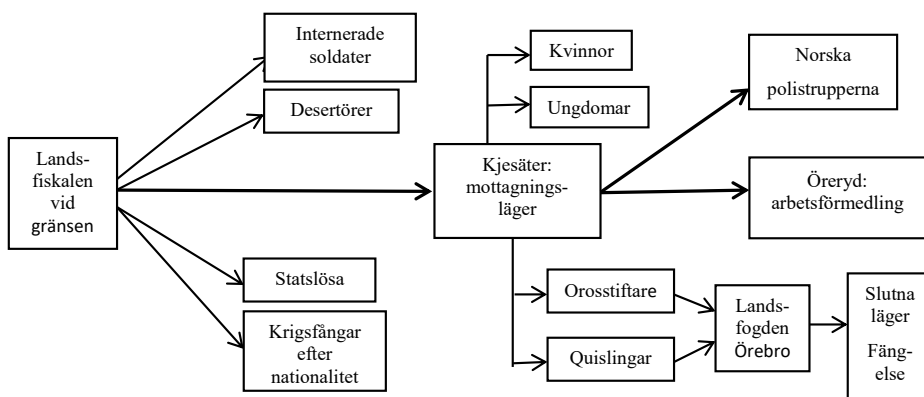 Lands-
fiskalen
vid
gränsen
Internerade
soldater
Desertörer
Statslösa
Krigsfångar
efter
nationalitet
Kjesäter:
mottagnings-
läger
Kvinnor
Ungdomar
Orosstiftare
Quislingar
Norska
polistrupperna
Öreryd:
arbetsförmedling
Lands-
fogden
Örebro
Slutna
läger
Fäng-
else